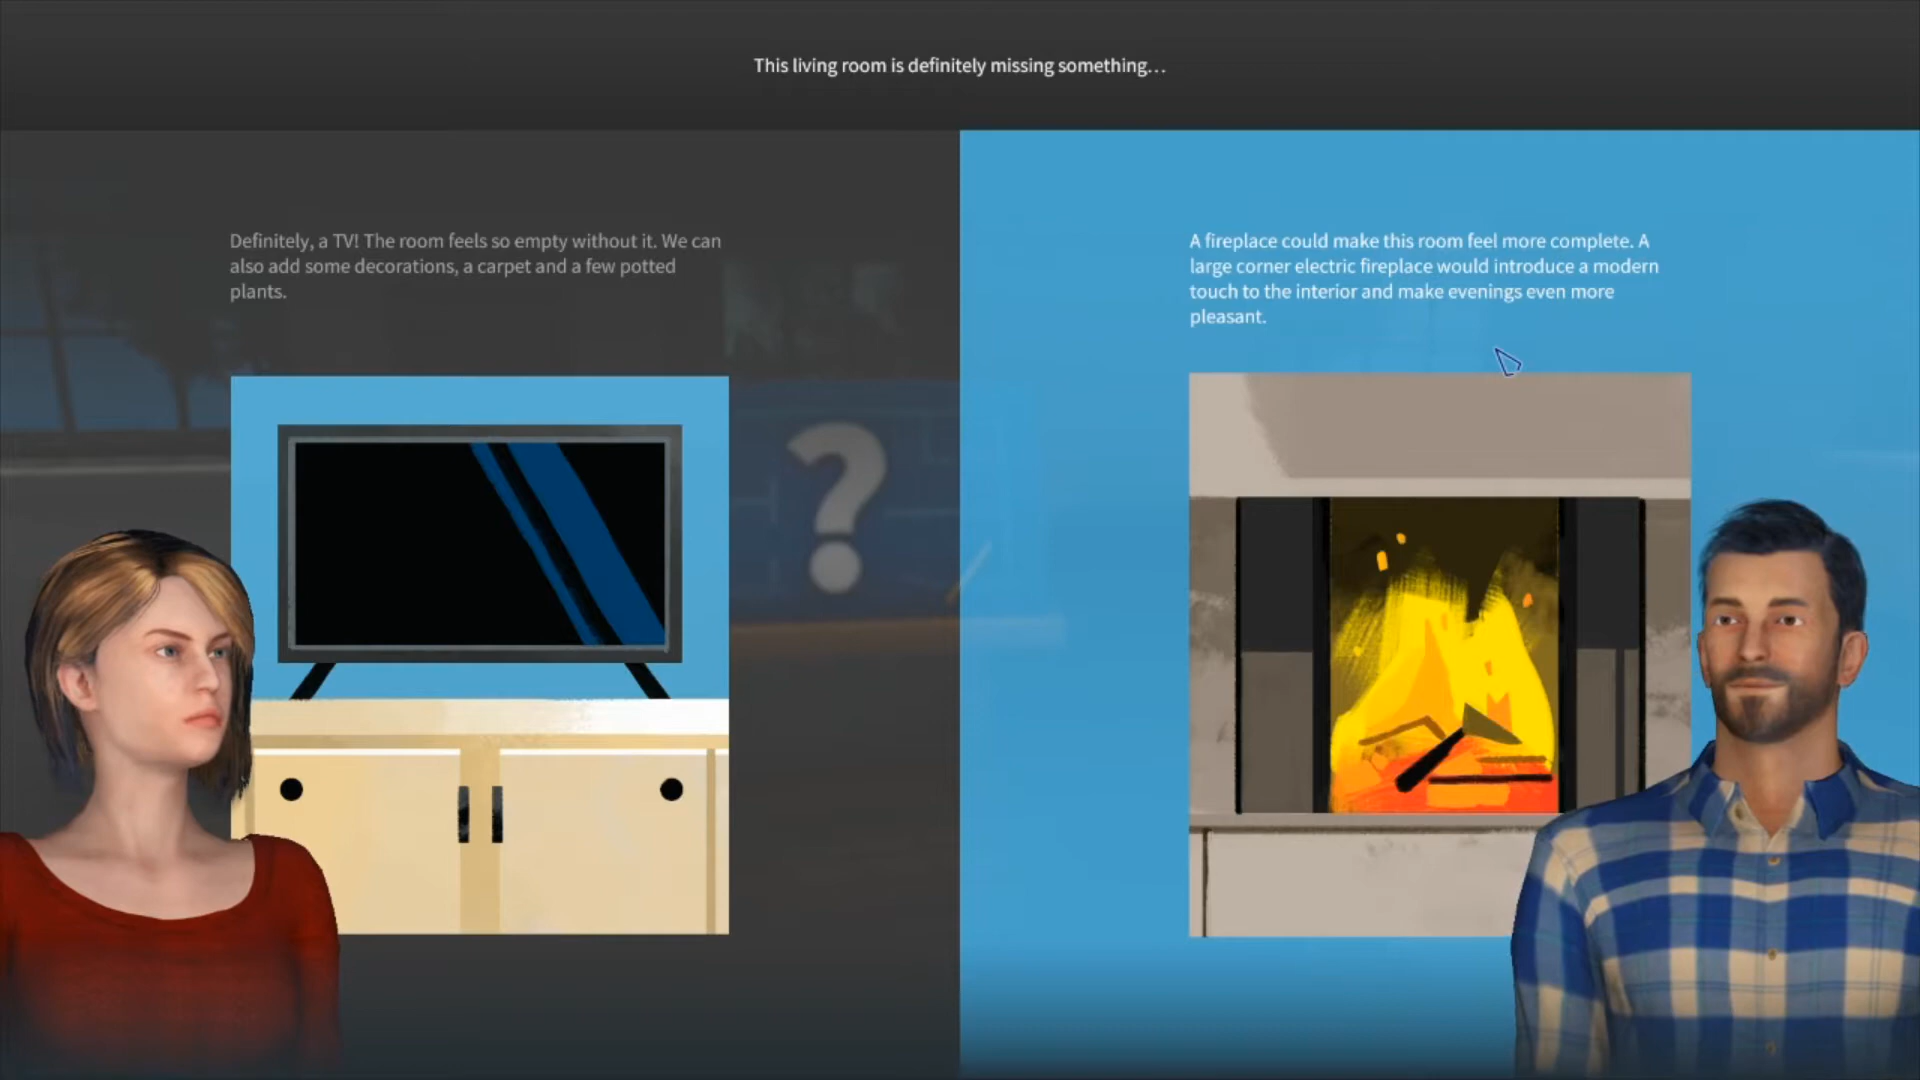 This living room is definitely missing something...
Definitely, a TV! The room feels so empty without it. We can
also add some decorations, a carpet and a few potted
plants.
A fireplace could make this room feel more complete. A
large corner electric fireplace would introduce a modern
touch to the interior and make evenings even more
pleasant.
?